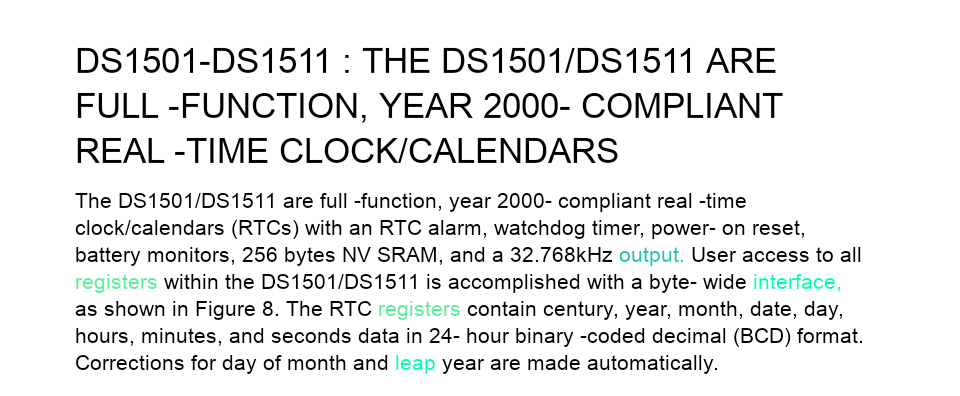 DS1501-DS1511 : THE DS1501/DS1511 ARE
FULL -FUNCTION, YEAR 2000- COMPLIANT
REAL -TIME CLOCK/CALENDARS
The DS1501/DS1511 are full -function, year 2000- compliant real -time
clock/calendars (RTCs) with an RTC alarm, watchdog timer, power- on reset,
battery monitors, 256 bytes NV SRAM, and a 32.768kHz output. User access to all
registers within the DS1501/DS1511 is accomplished with a byte- wide interface,
as shown in Figure 8. The RTC registers contain century, year, month, date, day,
hours, minutes, and seconds data in 24- hour binary -coded decimal (BCD) format.
Corrections for day of month and leap year are made automatically.